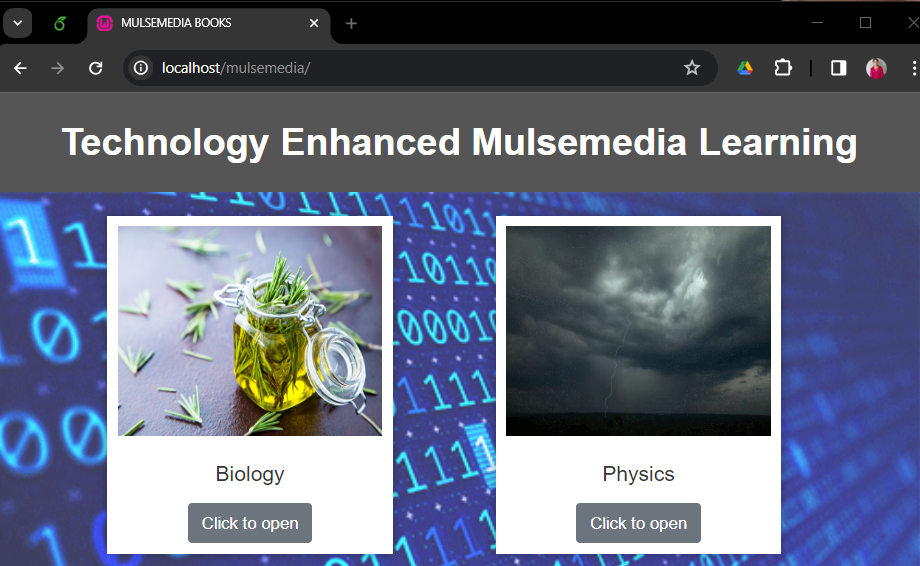 MULSEMEDIA BOOKS
localhost/mulsemedia/
Technology Enhanced Mulsemedia Learning
Biology
Physics
Click to open
Click to open